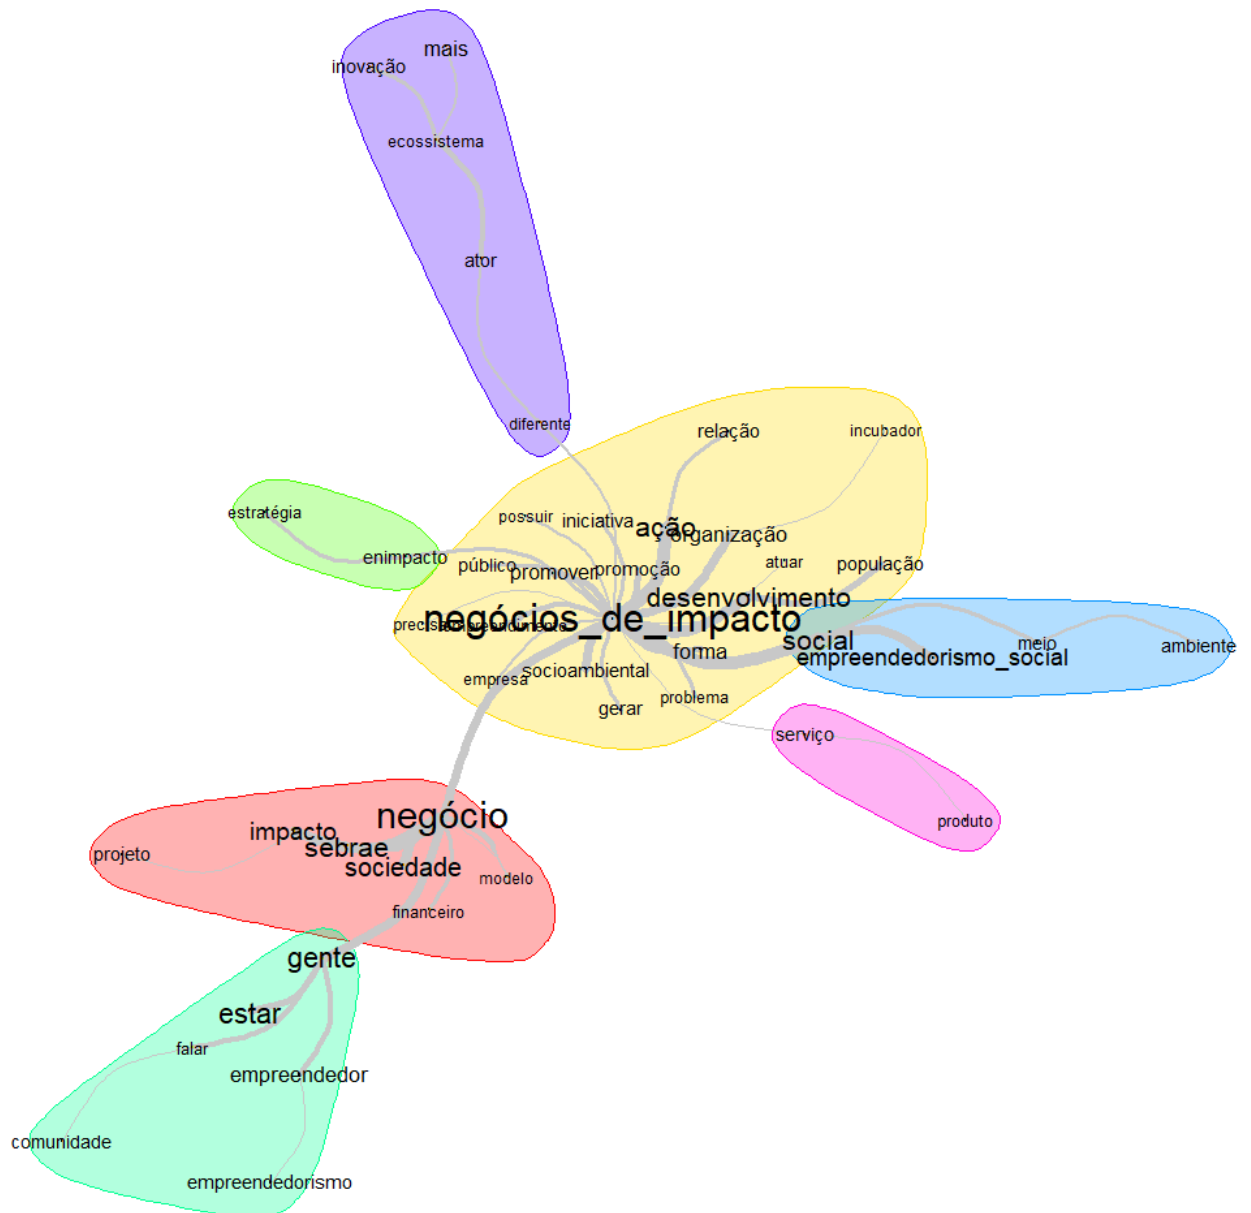 mais
inovação
ecossistema
ator
diferente
relação
incubador
estratégia
possuir
iniciativa
ação
organização
enimpacto
público
promover
promoção
atuar
população
desenvolvimento
negócios_de_impacto
precisar
empreendimento
social
forma
meio
ambiente
empreendedorismo_social
socioambiental
empresa
problema
gerar
serviço
produto
negócio
impacto
sebrae
projeto
sociedade
modelo
financeiro
gente
estar
falar
empreendedor
comunidade
empreendedorismo